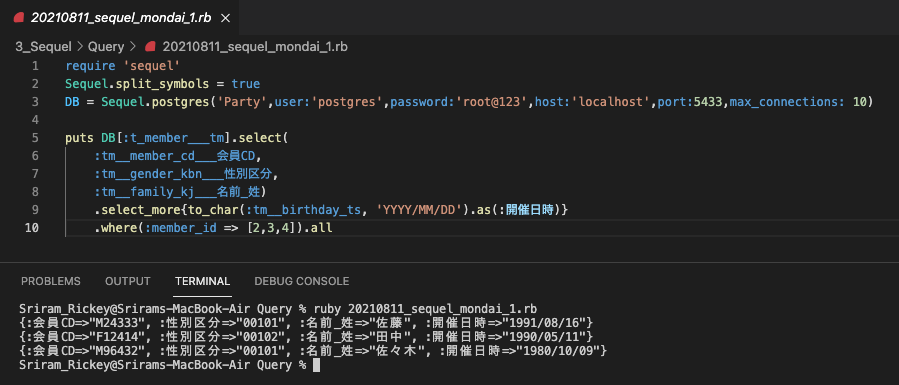 20210811_sequel_mondai_1.rb ×
3_Sequel > Query > 20210811_sequel_mondai_1.rb
1 require 'sequel'
2 Sequel.split_symbols = true
3 DB = Sequel.postgres('Party',user:'postgres',password:'root@123',host:'localhost',port:5433,max_connections: 10)
4
5 puts DB[:t_member___tm].select(
6 :tm__member_cd___会員CD,
7 :tm__gender_kbn___性別区分,
8 :tm__family_kj___名前_姓)
9 .select_more{to_char(:tm__birthday_ts, 'YYYY/MM/DD').as(:開催日時)}
10 .where(:member_id => [2,3,4]).all
PROBLEMS OUTPUT TERMINAL DEBUG CONSOLE
Sriram_Rickey@Srirams-MacBook-Air Query % ruby 20210811_sequel_mondai_1.rb
{:会員CD=>"M24333", :性別区分=>"00101", :名前_姓=>"佐藤", :開催日時=>"1991/08/16"}
{:会員CD=>"F12414", :性別区分=>"00102", :名前_姓=>"田中", :開催日時=>"1990/05/11"}
{:会員CD=>"M96432", :性別区分=>"00101", :名前_姓=>"佐々木", :開催日時=>"1980/10/09"}
Sriram_Rickey@Srirams-MacBook-Air Query %